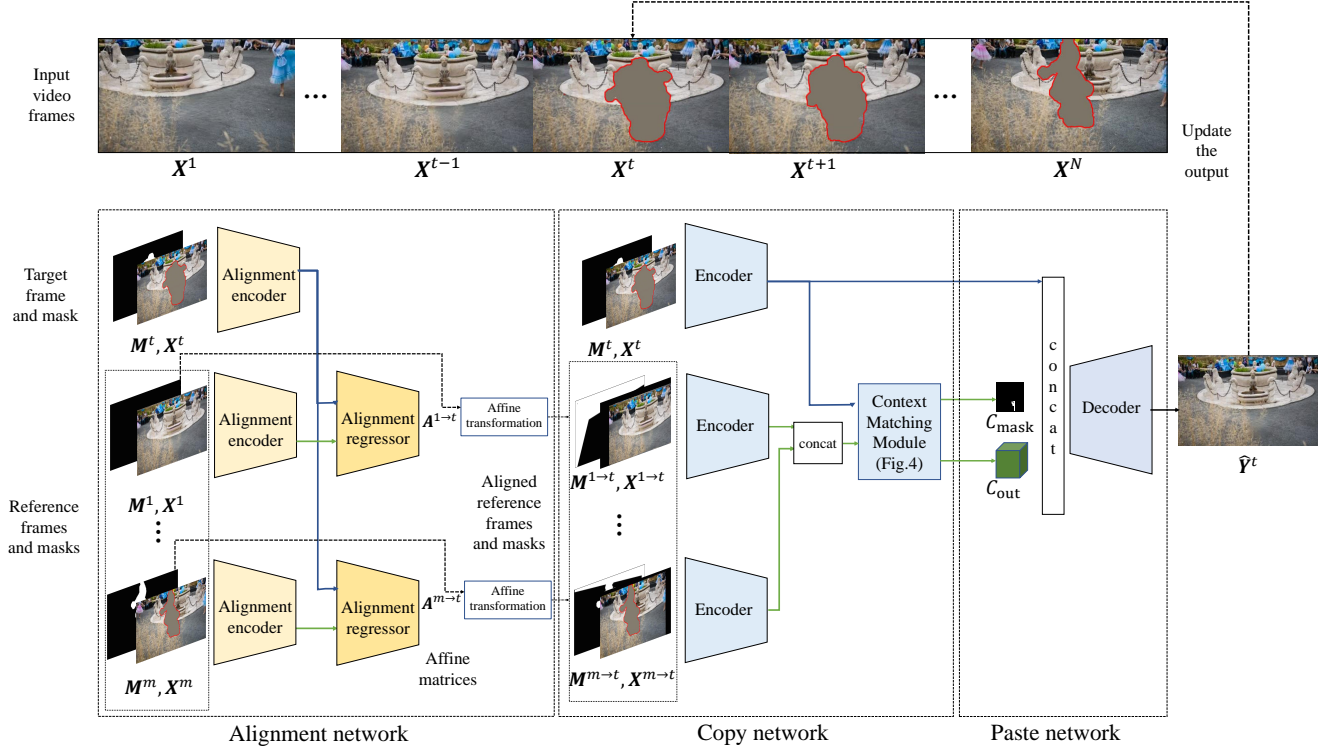 Input
video
frames
...
...
X^1
X^{t−1}
X^t
X^{t+1}
X^N
Update
the
output
Target
frame
and mask
Alignment
encoder
M^t, X^t
Reference
frames
and masks
Alignment
encoder
Alignment
regressor
A^{1→t}
Affine
transformation
M^1, X^1
⋮
Aligned
reference
frames
and masks
Alignment
encoder
Alignment
regressor
A^{m→t}
Affine
transformation
M^m, X^m
Affine
matrices
Alignment network
Encoder
M^t, X^t
Encoder
M^{1→t}, X^{1→t}
⋮
Encoder
M^{m→t}, X^{m→t}
concat
Context
Matching
Module
(Fig.4)
Copy network
C_mask
C_out
concat
Decoder
Ŷ^t
Paste network